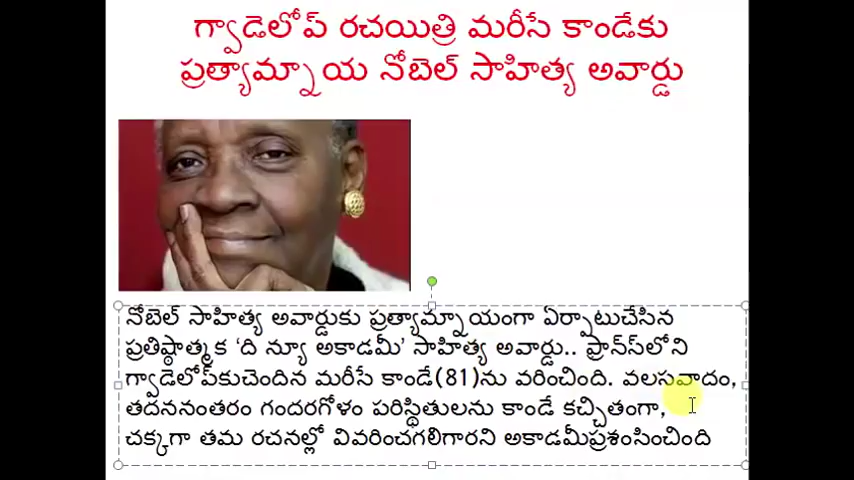 గ్వాడెలోప్ రచయిత్రి మరీసే కాండేకు
ప్రత్యామ్నాయ నోబెల్ సాహిత్య అవార్డు
నోబెల్ సాహిత్య అవార్డుకు ప్రత్యామ్నాయంగా ఏర్పాటుచేసిన
ప్రతిష్ఠాత్మక ‘ది న్యూ అకాడమీ’ సాహిత్య అవార్డు.. ఫ్రాన్స్‌లోని
గ్వాడెలోప్‌కుచెందిన మరీసే కాండే(81)ను వరించింది. వలసవాదం,
తదననంతరం గందరగోళం పరిస్థితులను కాండే కచ్చితంగా,
చక్కగా తమ రచనల్లో వివరించగలిగారని అకాడమీప్రశంసించింది